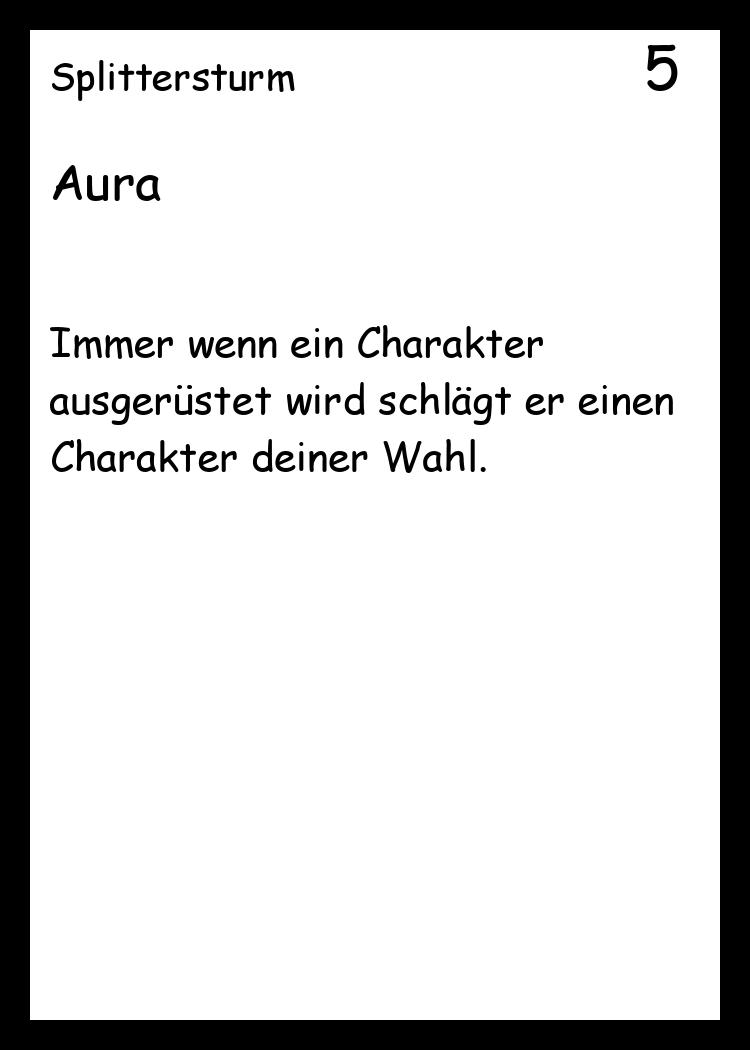 Splittersturm 5
Aura
Immer wenn ein Charakter
ausgerüstet wird schlägt er einen
Charakter deiner Wahl.